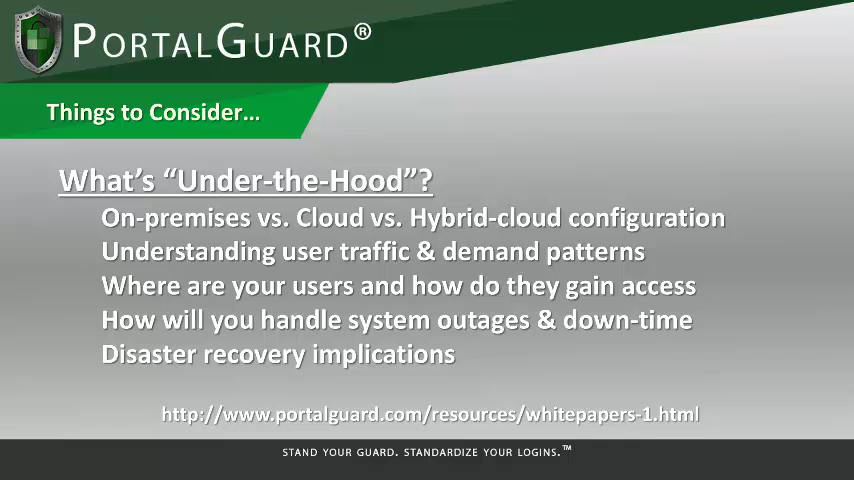 PORTALGUARD®
Things to Consider...
What's “Under-the-Hood”?
On-premises vs. Cloud vs. Hybrid-cloud configuration
Understanding user traffic & demand patterns
Where are your users and how do they gain access
How will you handle system outages & down-time
Disaster recovery implications
http://www.portalguard.com/resources/whitepapers-1.html
STAND YOUR GUARD. STANDARDIZE YOUR LOGINS.™